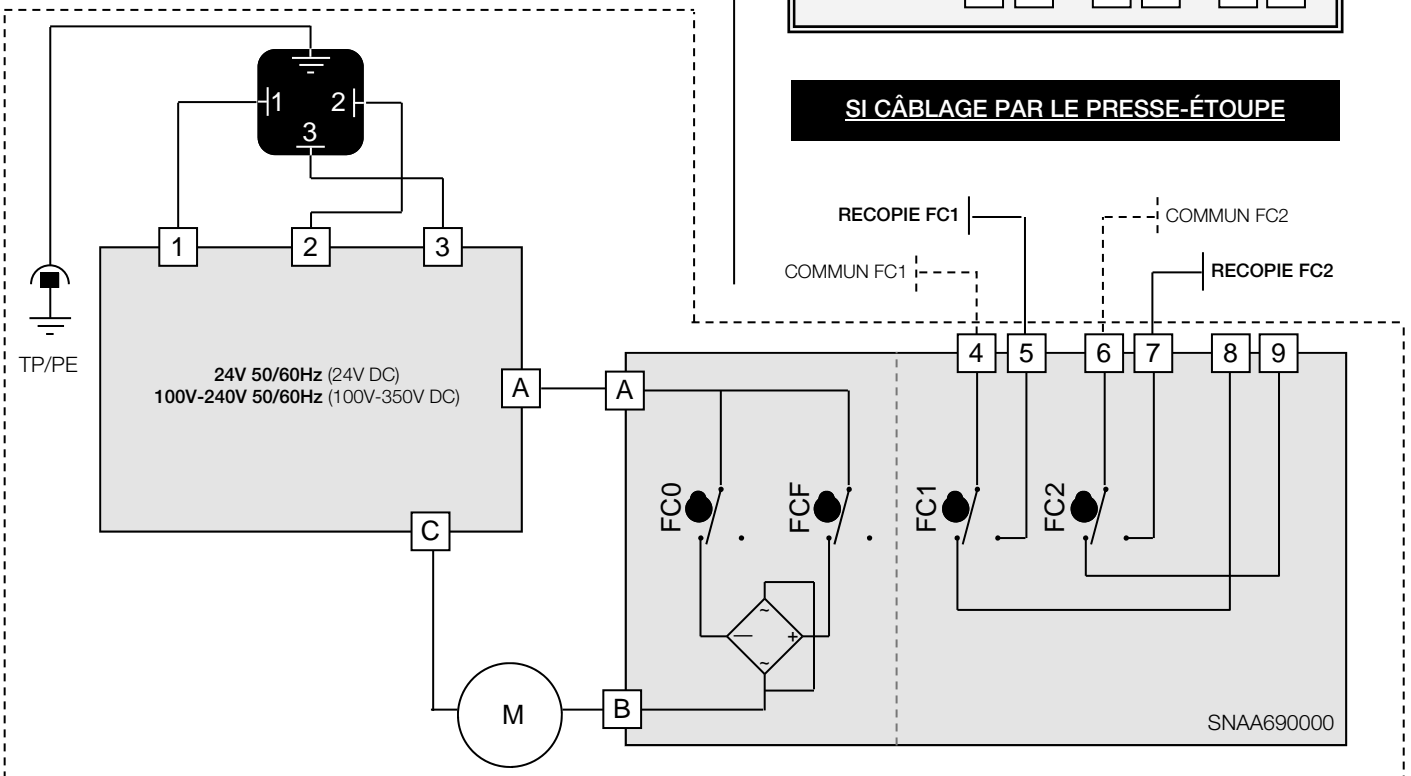 SI CÂBLAGE PAR LE PRESSE-ÉTOUPE
1 2
3
RECOPIE FC1
COMMUN FC2
COMMUN FC1
RECOPIE FC2
1 2 3
TP/PE
24V 50/60Hz (24V DC)
100V-240V 50/60Hz (100V-350V DC)
A
C
A
4 5 6 7 8 9
FC0
FCF
FC1
FC2
~
— +
~
M
B
SNAA690000